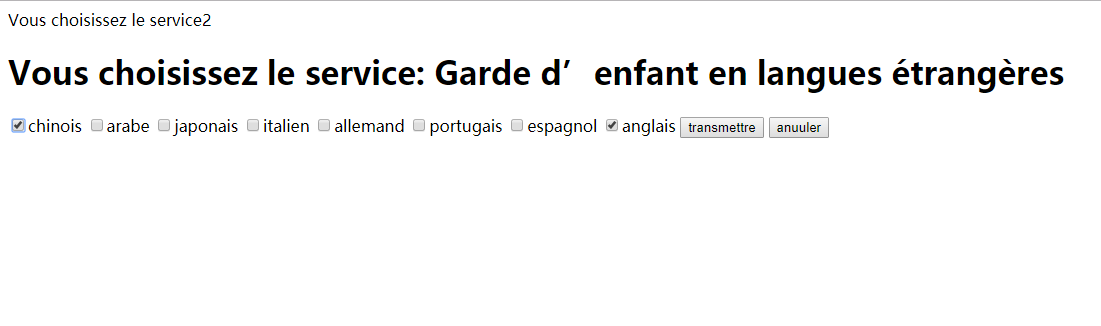 Vous choisissez le service2
Vous choisissez le service: Garde d’enfant en langues étrangères
chinois arabe japonais italien allemand portugais espagnol anglais transmettre anuuler